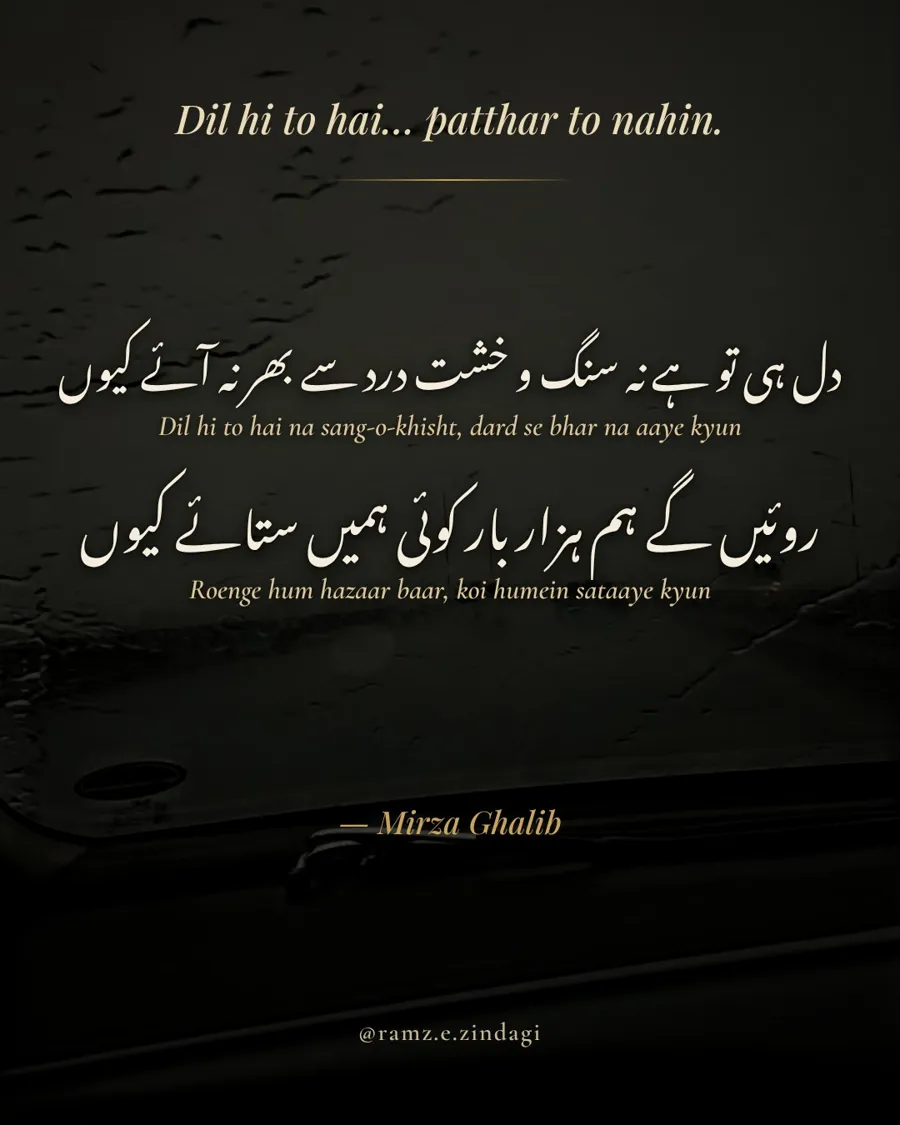 Dil hi to hai... patthar to nahin.
دل ہی تو ہے نہ سنگ و خشت درد سے بھر نہ آئے کیوں
Dil hi to hai na sang-o-khisht, dard se bhar na aaye kyun
روئیں گے ہم ہزار بار کوئی ہمیں ستائے کیوں
Roenge hum hazaar baar, koi humein sataaye kyun
— Mirza Ghalib
@ramz.e.zindagi